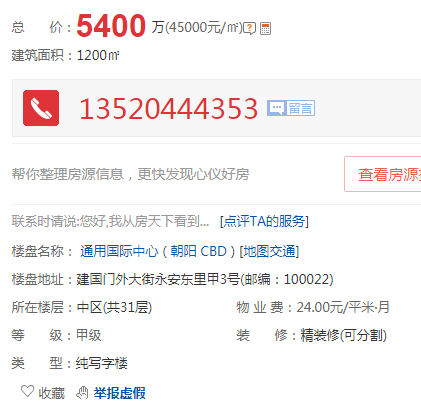 总 价：5400 万(45000元/㎡)
建筑面积：1200㎡
13520444353 留言
帮你整理房源信息，更快发现心仪好房 查看房源
联系时请说:您好,我从房天下看到... [点评TA的服务]
楼盘名称： 通用国际中心 ( 朝阳 CBD ) [地图交通]
楼盘地址：建国门外大街永安东里甲3号(邮编：100022)
所在楼层：中区(共31层) 物 业 费：24.00元/平米·月
等 级：甲级 装 修：精装修(可分割)
类 型：纯写字楼
收藏 举报虚假